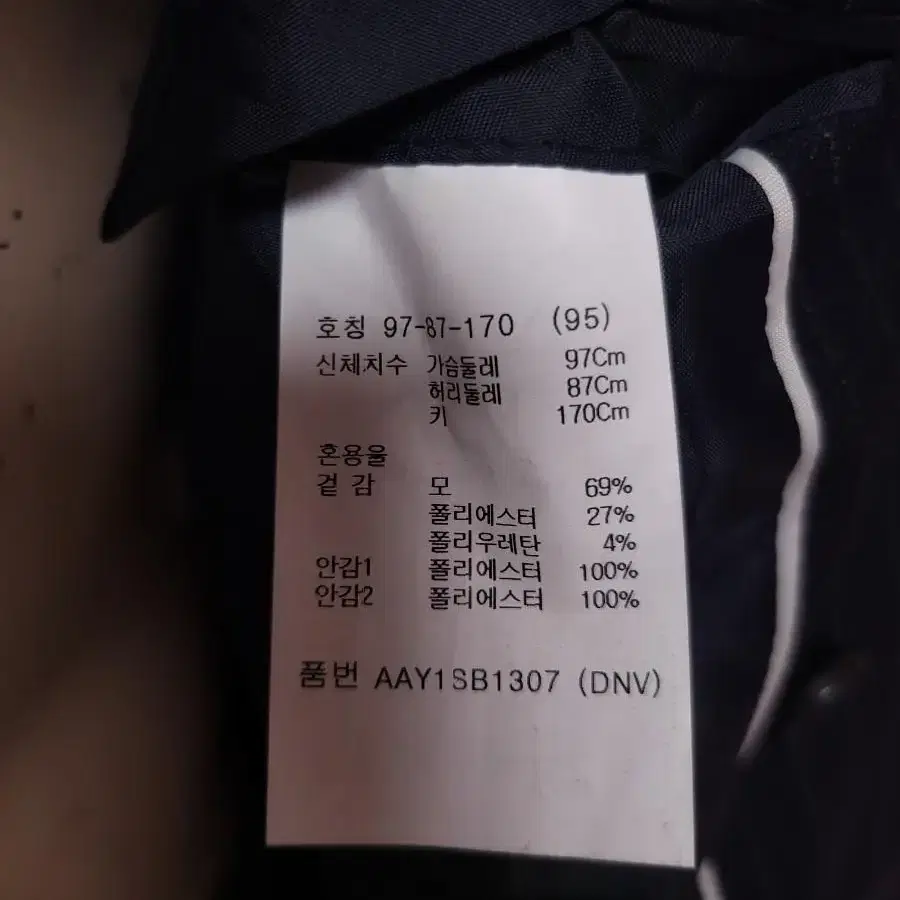 호칭 97-87-170 (95)
신체치수 가슴둘레 97Cm
허리둘레 87Cm
키 170Cm
혼용율
겉 감 모 69%
폴리에스터 27%
폴리우레탄 4%
안감1 폴리에스터 100%
안감2 폴리에스터 100%
품번 AAY1SB1307 (DNV)